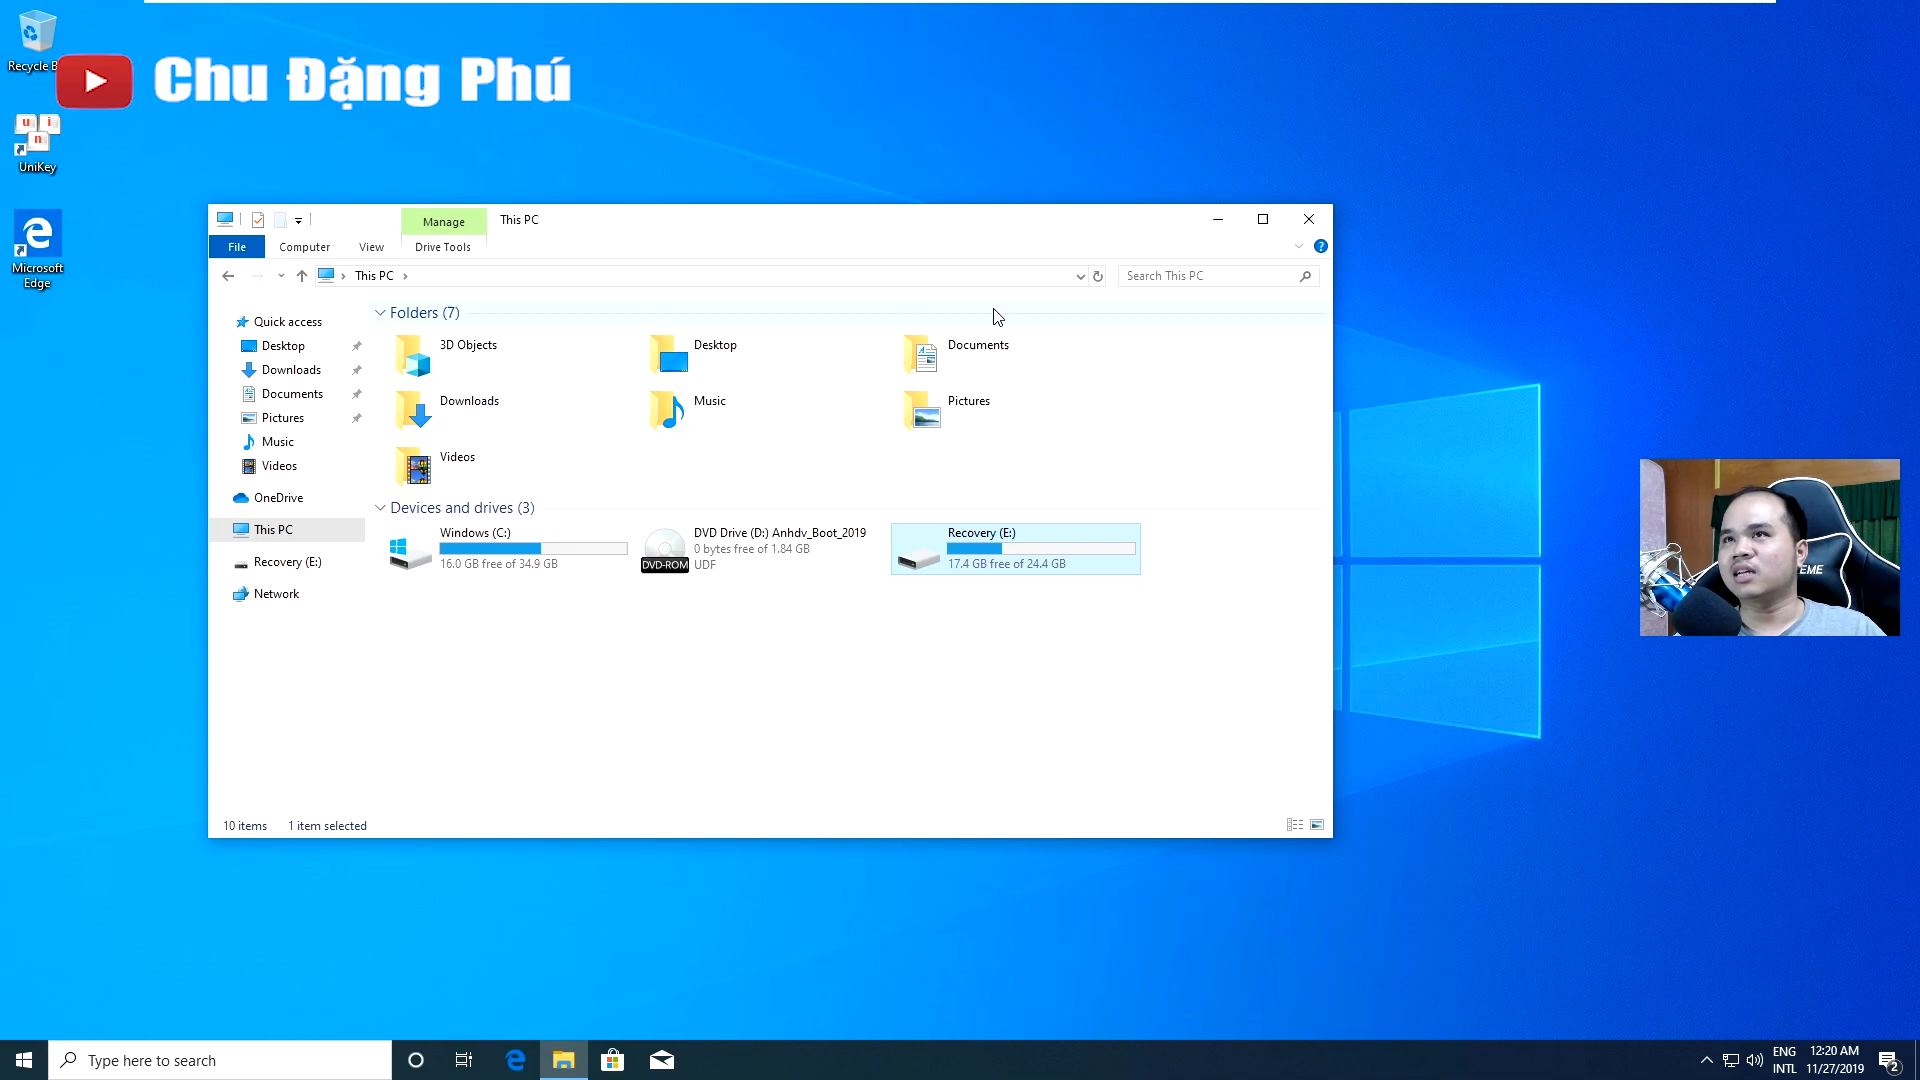 Recycle B
Chu Đặng Phú
u i
n
UniKey
Microsoft
Edge
Manage
This PC
File
Computer
View
Drive Tools
This PC
Search This PC
Quick access
Desktop
Downloads
Documents
Pictures
Music
Videos
OneDrive
This PC
Recovery (E:)
Network
Folders (7)
3D Objects
Desktop
Documents
Downloads
Music
Pictures
Videos
Devices and drives (3)
Windows (C:)
16.0 GB free of 34.9 GB
DVD-ROM
DVD Drive (D:) Anhdv_Boot_2019
0 bytes free of 1.84 GB
UDF
Recovery (E:)
17.4 GB free of 24.4 GB
10 items
1 item selected
EME
Type here to search
ENG
INTL
12:20 AM
11/27/2019
2